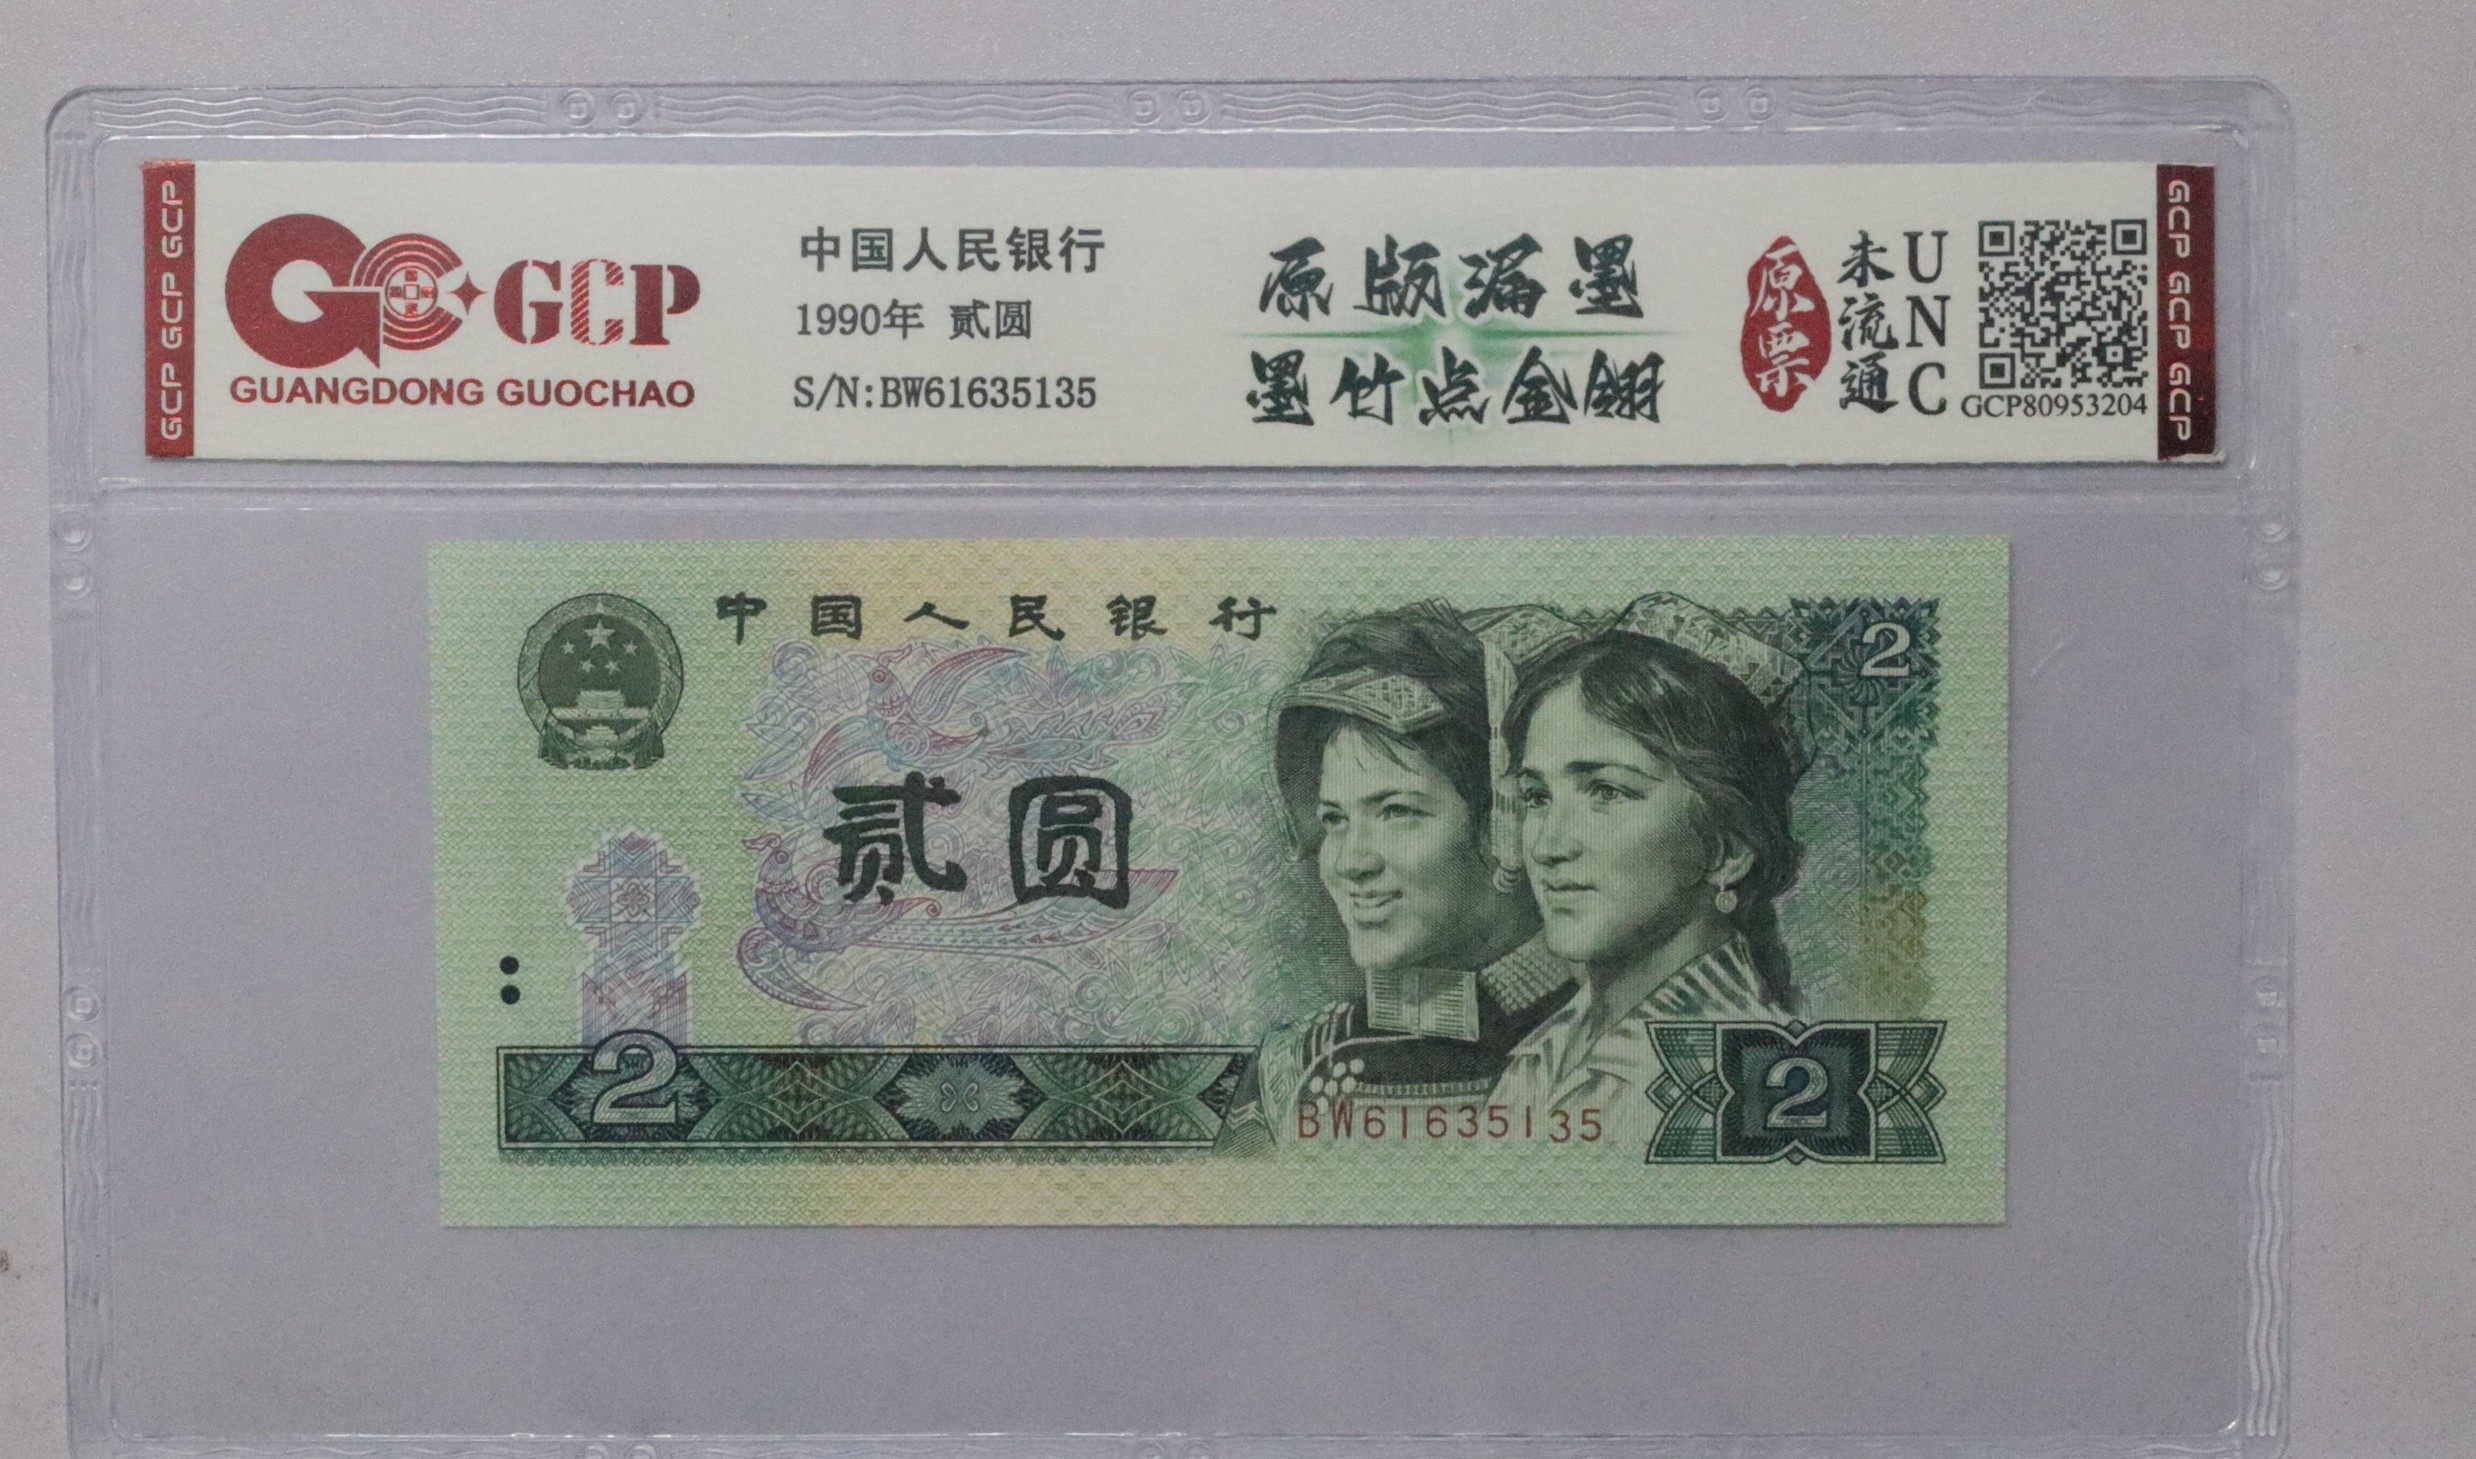 GCP GCP GCP
GCP
GUANGDONG GUOCHAO
中国人民银行
1990年 贰圆
S/N:BW61635135
原版漏墨
墨竹点金翎
原票
未流通
UNC
GCP80953204
GCP GCP GCP
中国人民银行
2
贰圆
2
BW61635135
2